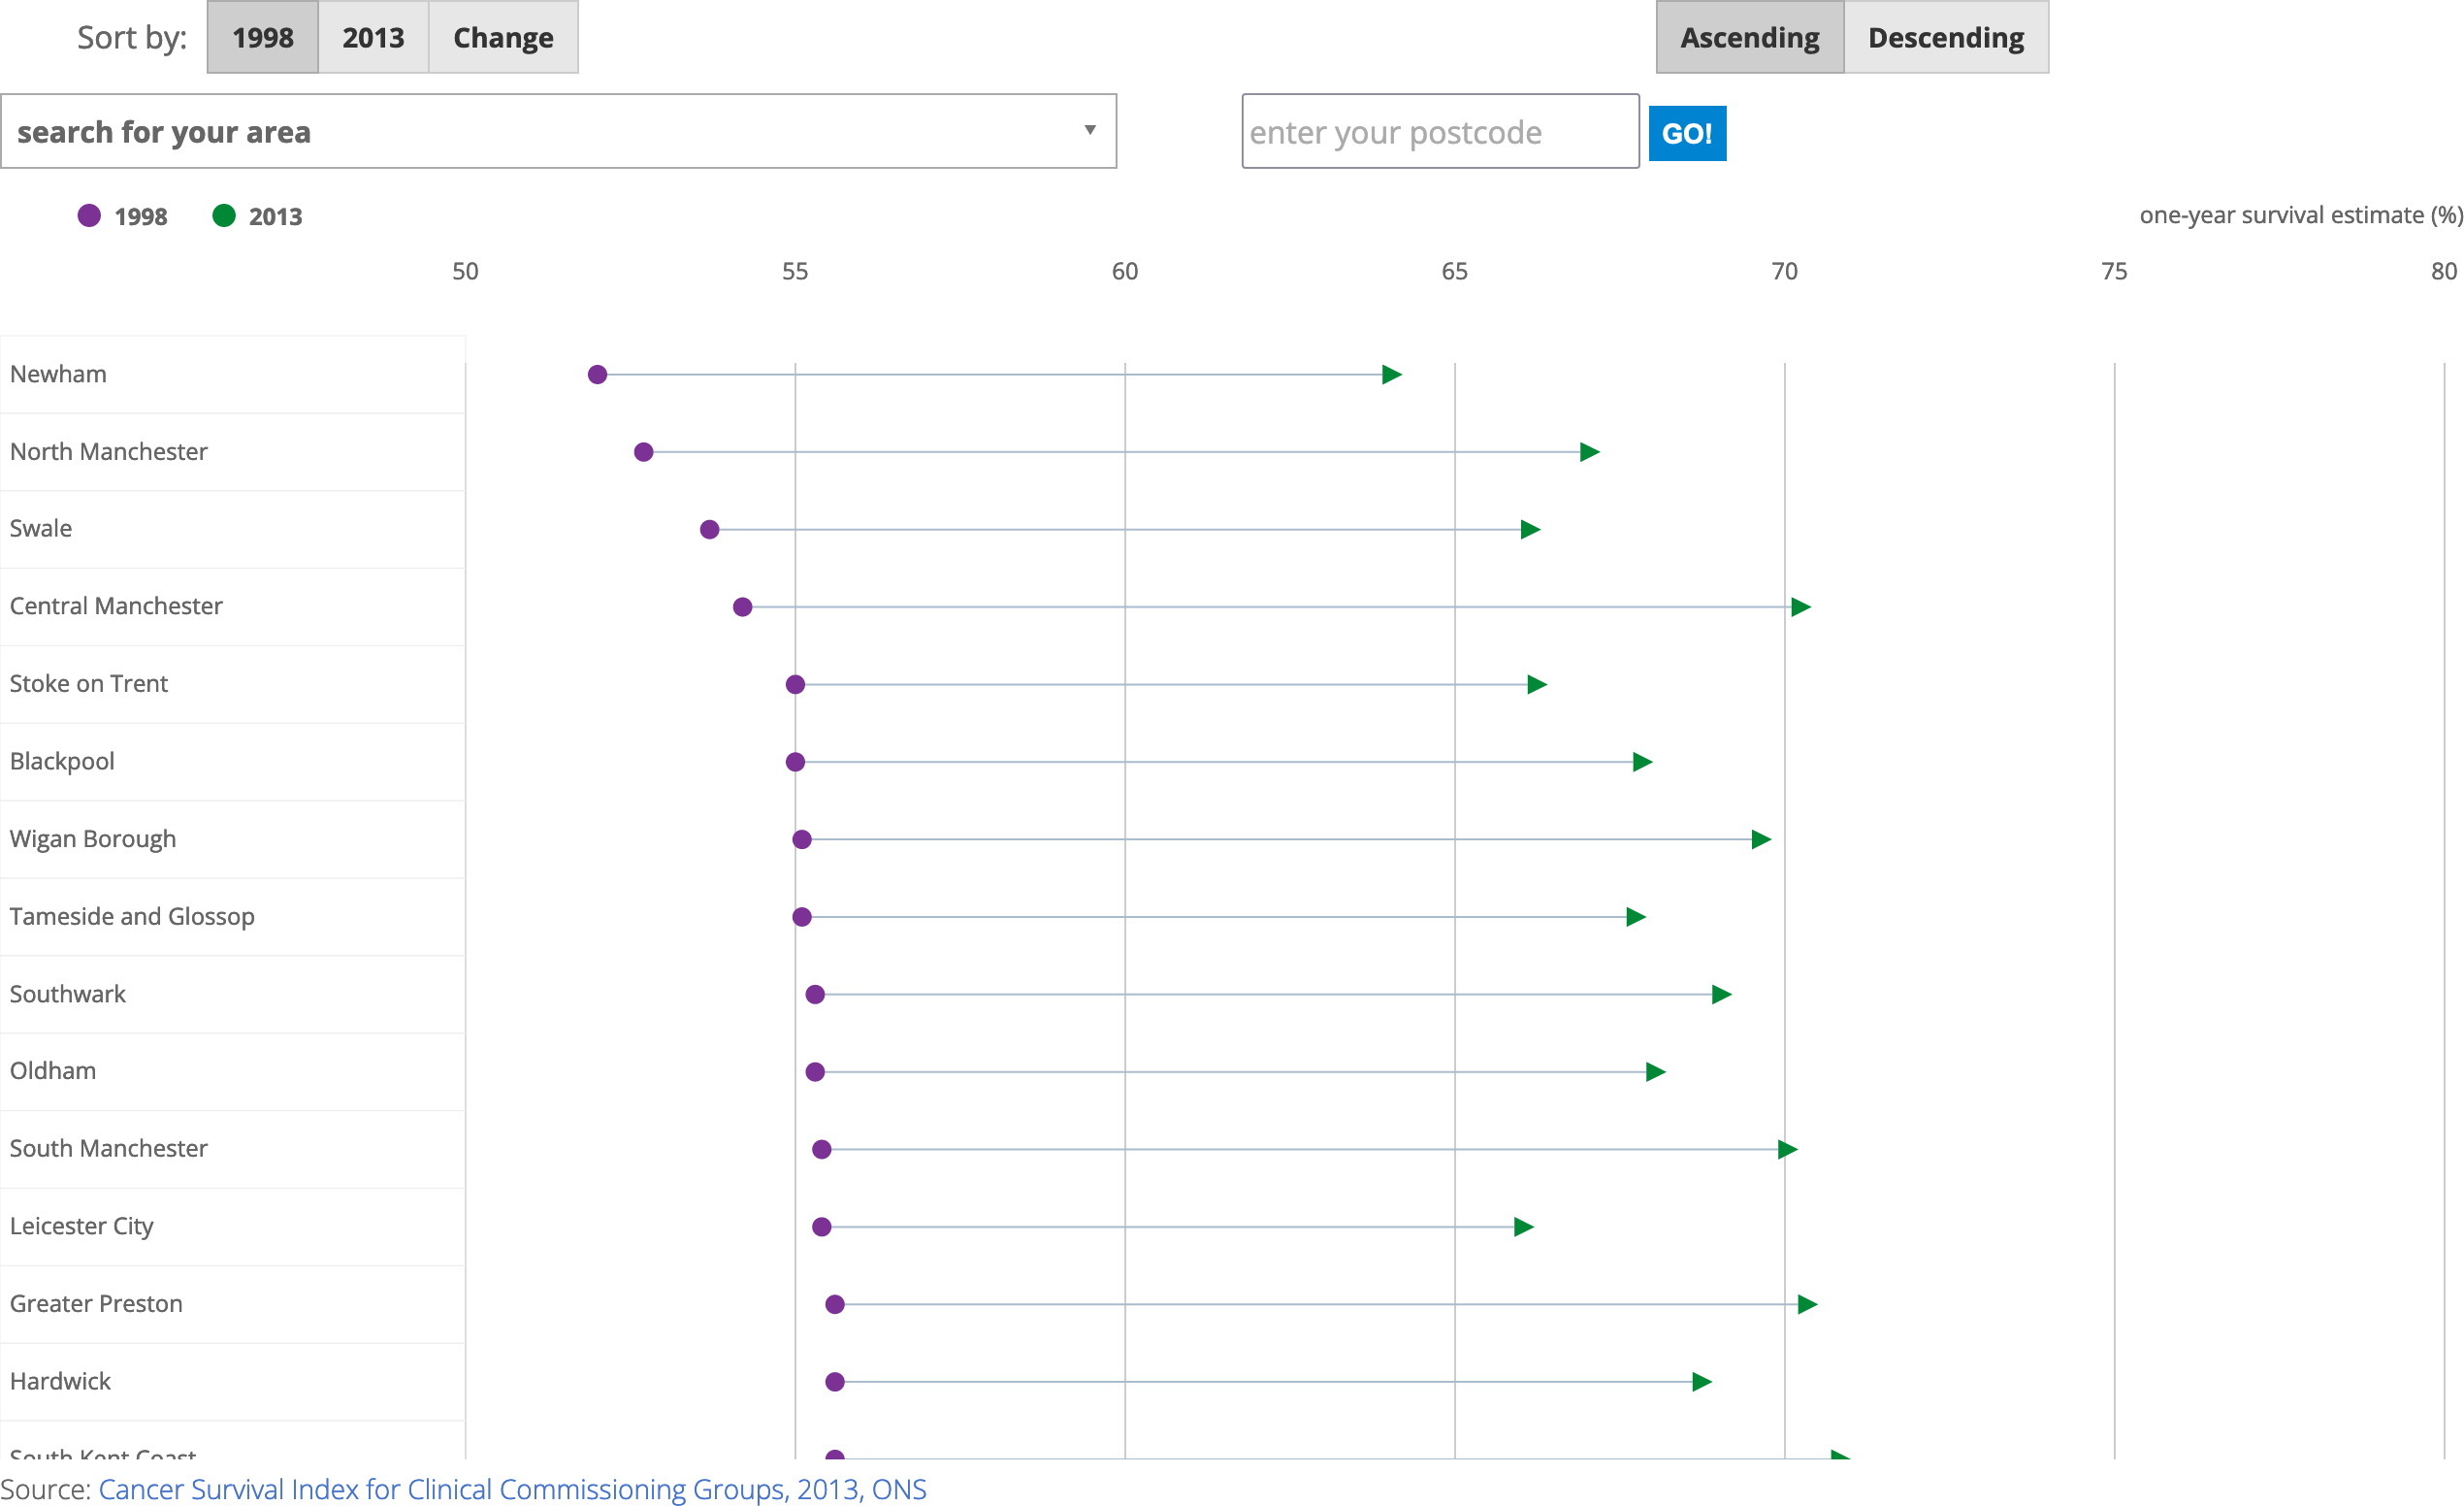 Sort by: 1998 2013 Change Ascending Descending
search for your area enter your postcode GO!
1998 2013 one-year survival estimate (%)
50 55 60 65 70 75 80
Newham
North Manchester
Swale
Central Manchester
Stoke on Trent
Blackpool
Wigan Borough
Tameside and Glossop
Southwark
Oldham
South Manchester
Leicester City
Greater Preston
Hardwick
South Kent Coast
Source: Cancer Survival Index for Clinical Commissioning Groups, 2013, ONS